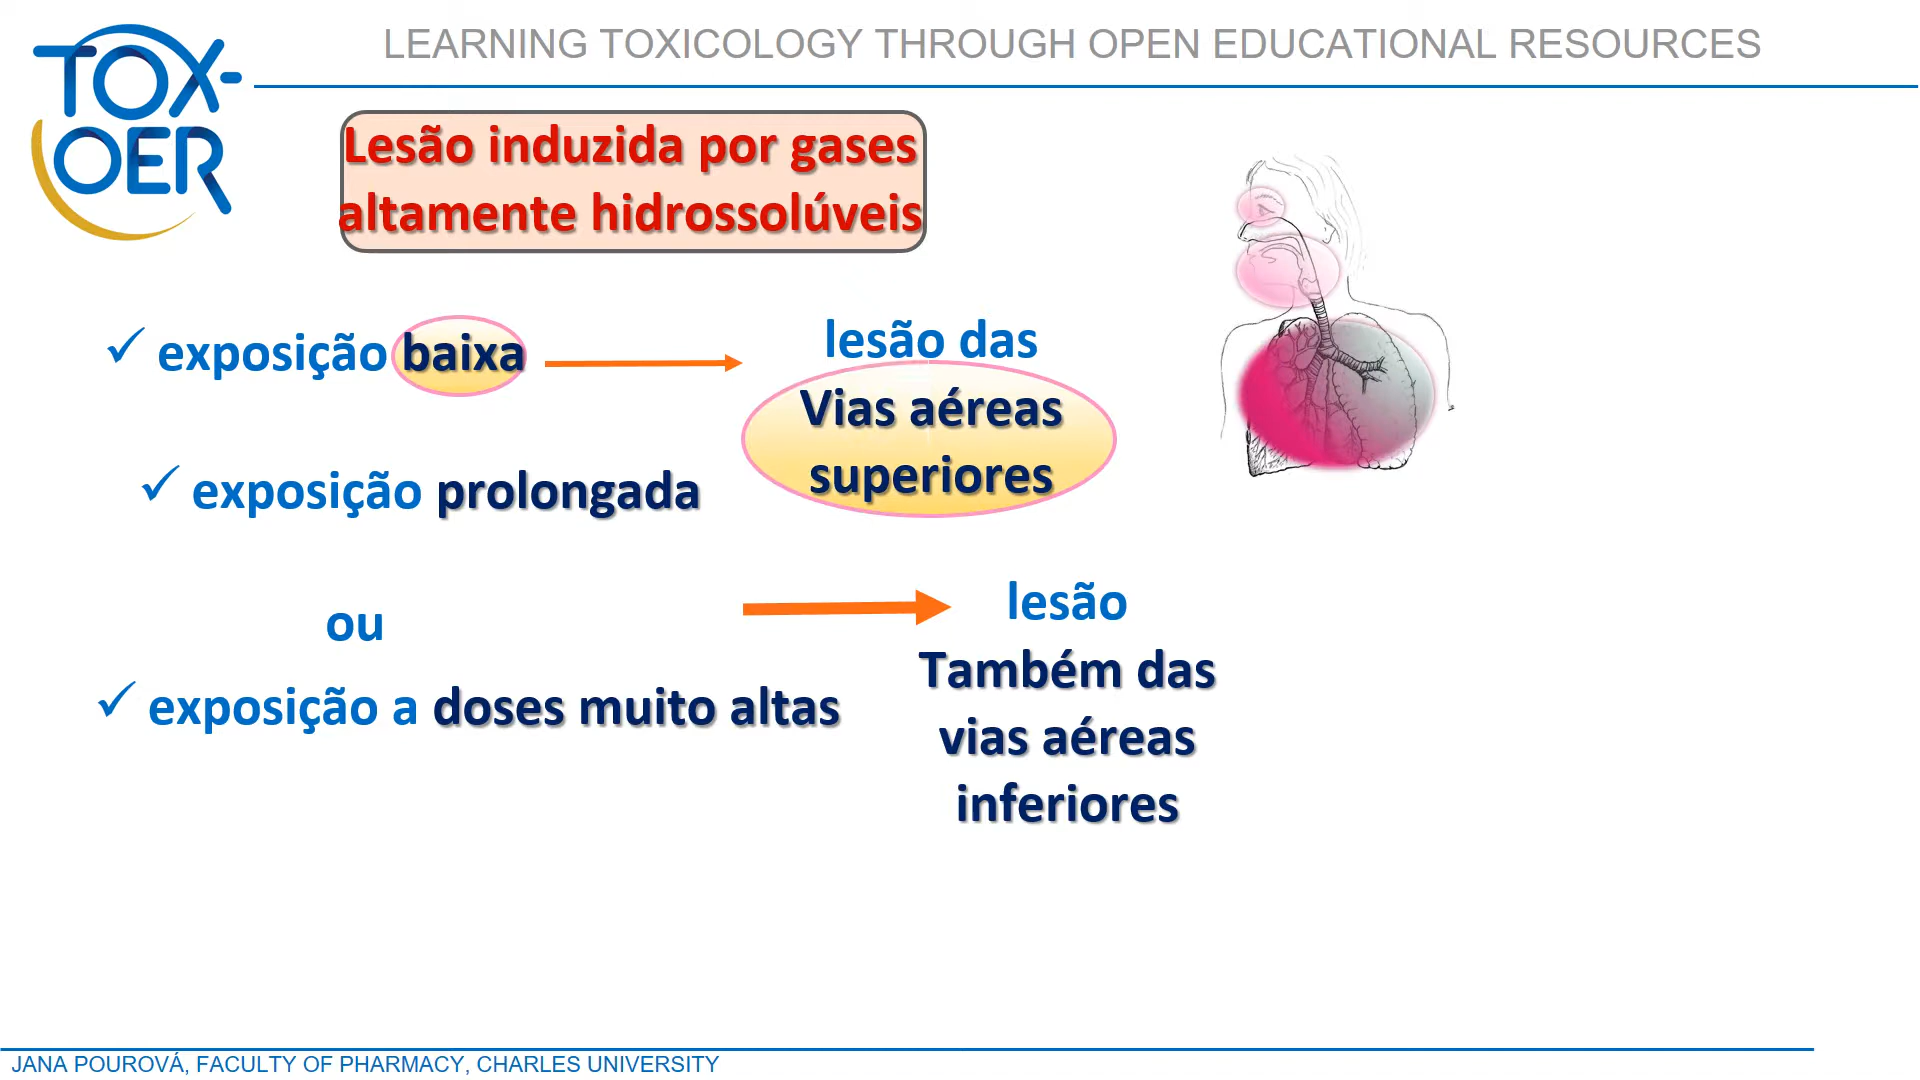 TOX-
OER
LEARNING TOXICOLOGY THROUGH OPEN EDUCATIONAL RESOURCES
Lesão induzida por gases
altamente hidrossolúveis
✓ exposição baixa
lesão das
Vias aéreas
superiores
✓ exposição prolongada
ou
✓ exposição a doses muito altas
lesão
Também das
vias aéreas
inferiores
JANA POUROVÁ, FACULTY OF PHARMACY, CHARLES UNIVERSITY